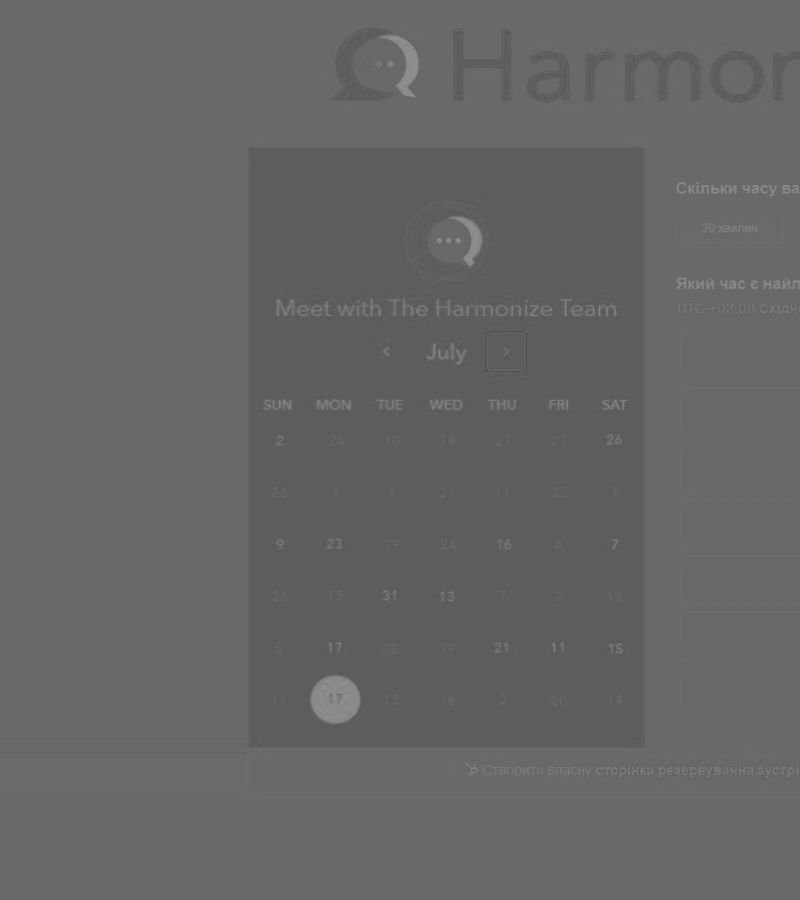 Harmon
Скільки часу ва
30 хвилин
Meet with The Harmonize Team
Який час є найл
UTC +03:00 Східн
July
SUN MON TUE WED THU FRI SAT
2 24 10 14 21 21 26
26 1 1 21 11 22 1
9 23 19 24 16 6 7
26 13 31 13 7 3 18
5 17 28 19 21 11 15
11 17 13 16 2 20 14
Створити власну сторінка резервування зустрі